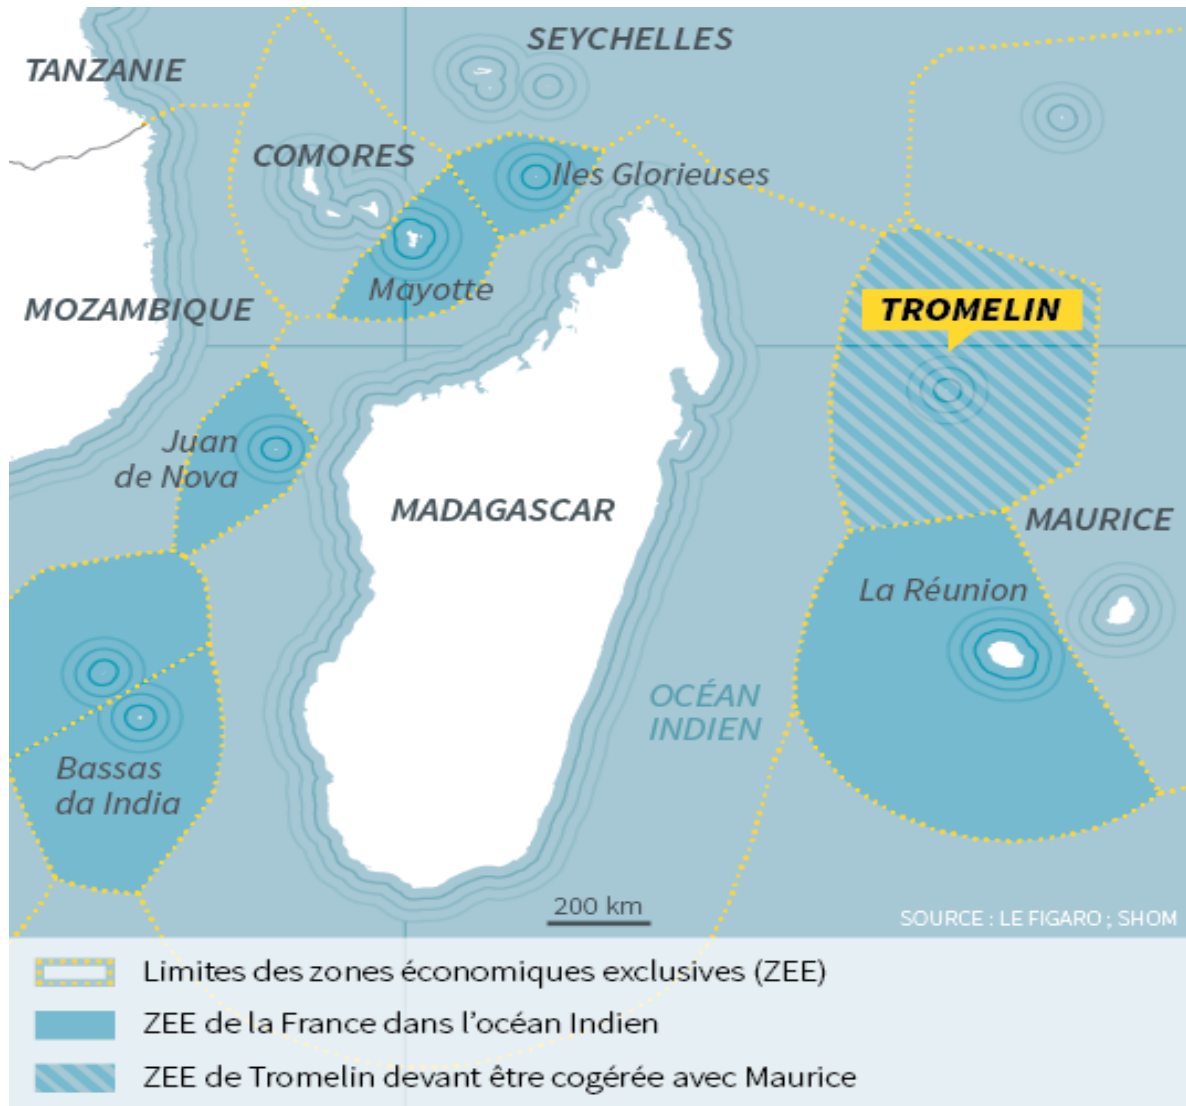 SEYCHELLES
TANZANIE
COMORES
Iles Glorieuses
Mayotte
MOZAMBIQUE
TROMELIN
Juan
de Nova
MADAGASCAR
MAURICE
La Réunion
OCÉAN
INDIEN
Bassas
da India
200 km
SOURCE : LE FIGARO ; SHOM
Limites des zones économiques exclusives (ZEE)
ZEE de la France dans l'océan Indien
ZEE de Tromelin devant être cogérée avec Maurice